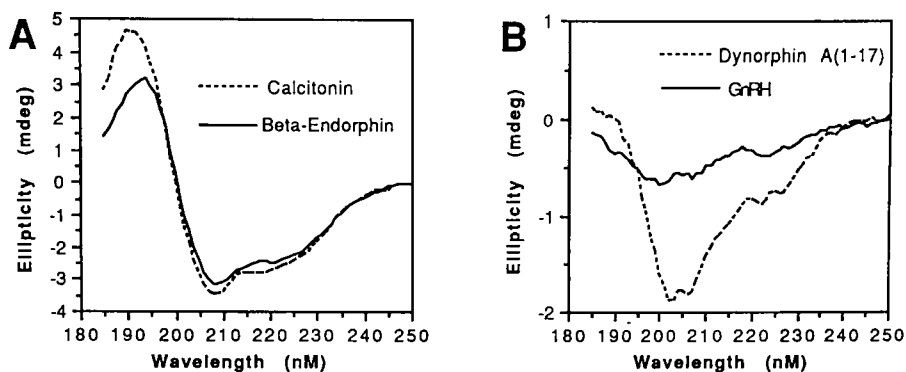 A
5
4
3
2
1
0
-1
-2
-3
-4
Ellipticity (mdeg)
Calcitonin
Beta-Endorphin
180 190 200 210 220 230 240 250
Wavelength (nM)
B
1
0
-1
-2
Ellipticity (mdeg)
Dynorphin A(1-17)
GnRH
180 190 200 210 220 230 240 250
Wavelength (nM)